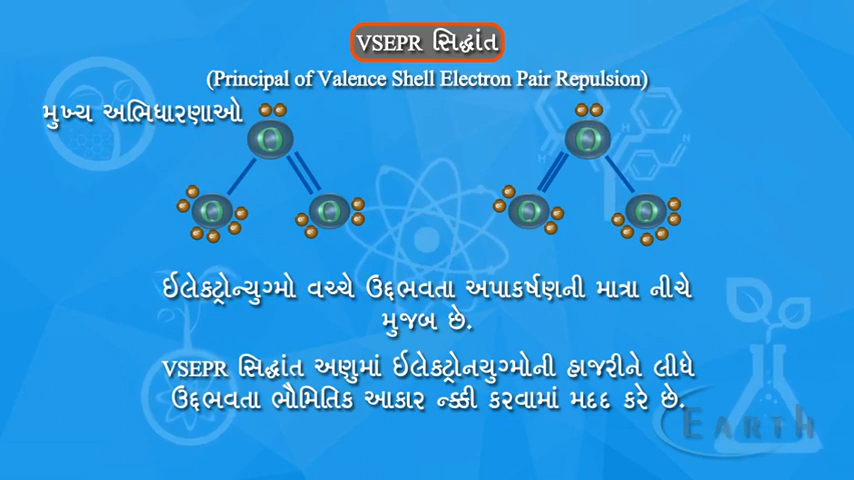 VSEPR સિદ્ધાંત
(Principal of Valence Shell Electron Pair Repulsion)
મુખ્ય અભિધારણાઓ
O
O
O
O
O
O
ઈલેક્ટ્રોન્યુગ્મો વચ્ચે ઉદ્દભવતા અપાકર્ષણની માત્રા નીચે
મુજબ છે.
VSEPR સિદ્ધાંત અણુમાં ઈલેક્ટ્રોનયુગ્મોની હાજરીને લીધે
ઉદ્દભવતા ભૌમિતિક આકાર ન્ક્કી કરવામાં મદદ કરે છે.
EARTH